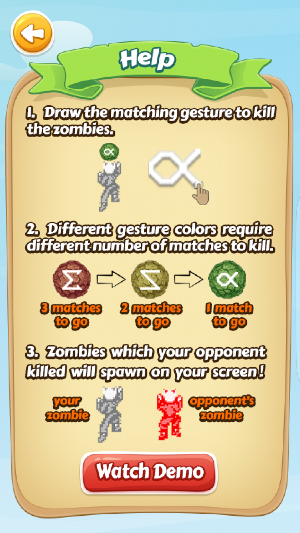 Help
1. Draw the matching gesture to kill
the zombies.
∝
∝
2. Different gesture colors require
different number of matches to kill.
Σ Ƨ ∝
3 matches 2 matches 1 match
to go to go to go
3. Zombies which your opponent
killed will spawn on your screen!
your opponent's
zombie zombie
Watch Demo